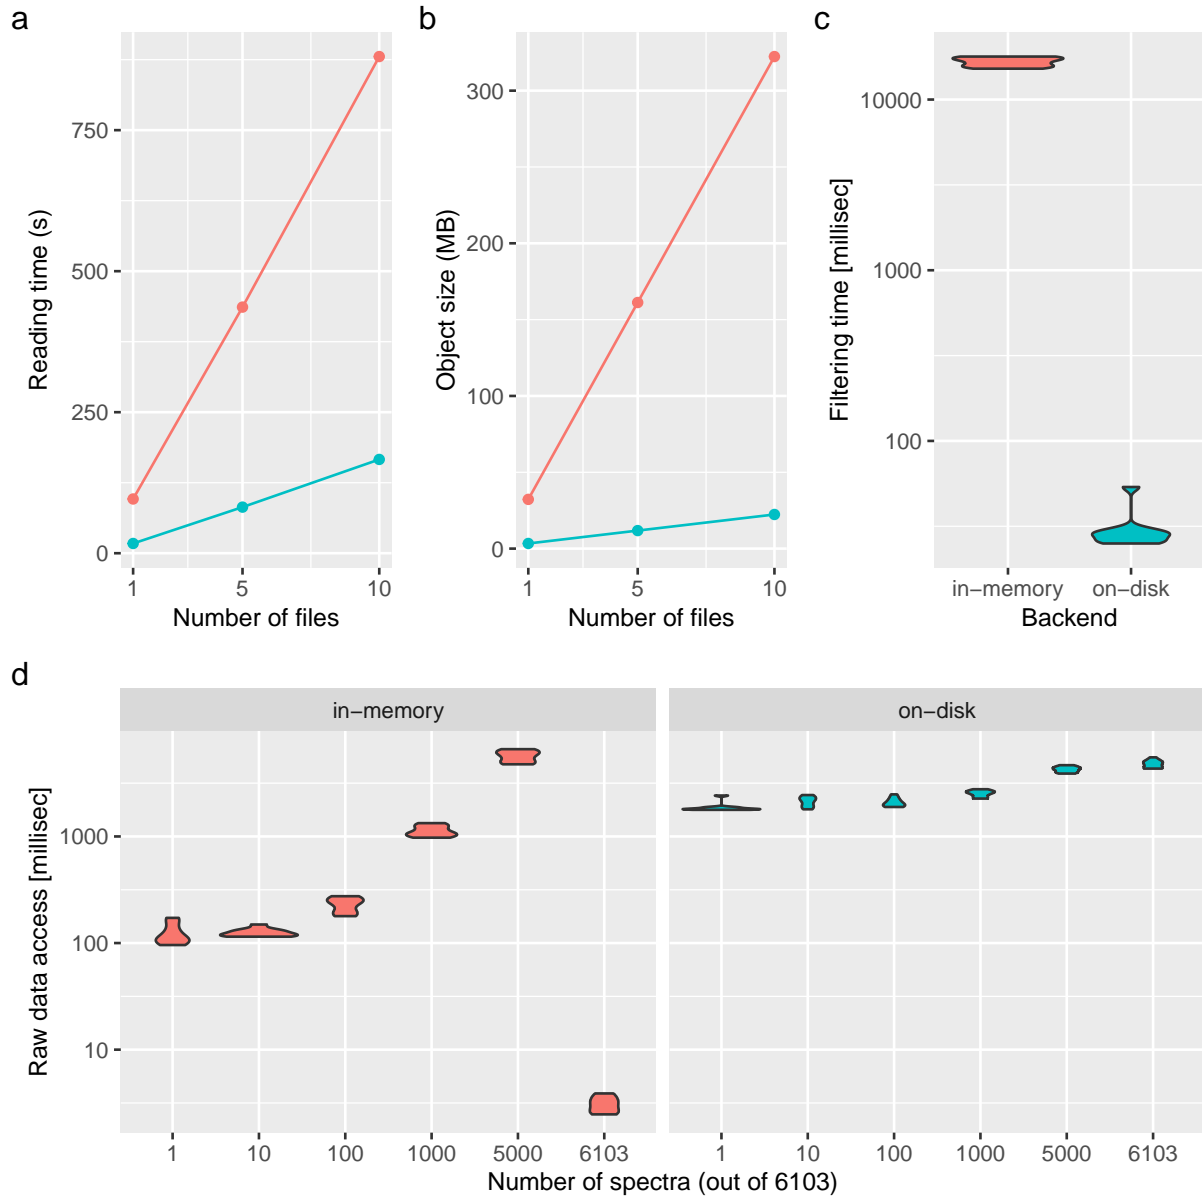 a
b
c
Reading time (s)
750
500
250
0
1 5 10
Number of files
Object size (MB)
300
200
100
0
1 5 10
Number of files
Filtering time [millisec]
10000
1000
100
in−memory on−disk
Backend
d
in−memory
on−disk
Raw data access [millisec]
1000
100
10
1 10 100 1000 5000 6103
1 10 100 1000 5000 6103
Number of spectra (out of 6103)